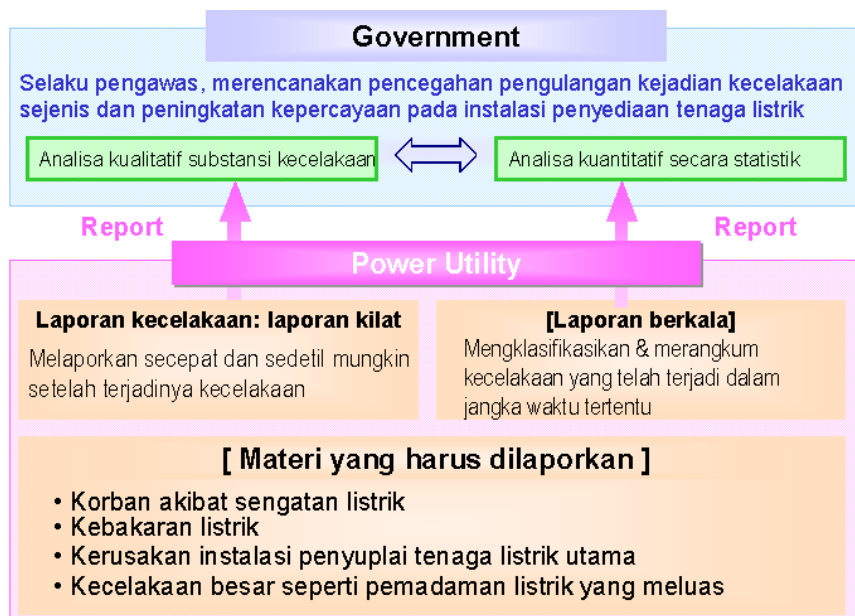 Government
Selaku pengawas, merencanakan pencegahan pengulangan kejadian kecelakaan
sejenis dan peningkatan kepercayaan pada instalasi penyediaan tenaga listrik
Analisa kualitatif substansi kecelakaan
Analisa kuantitatif secara statistik
Report
Report
Power Utility
Laporan kecelakaan: laporan kilat
Melaporkan secepat dan sedetil mungkin
setelah terjadinya kecelakaan
[Laporan berkala]
Mengklasifikasikan & merangkum
kecelakaan yang telah terjadi dalam
jangka waktu tertentu
[ Materi yang harus dilaporkan ]
• Korban akibat sengatan listrik
• Kebakaran listrik
• Kerusakan instalasi penyuplai tenaga listrik utama
• Kecelakaan besar seperti pemadaman listrik yang meluas